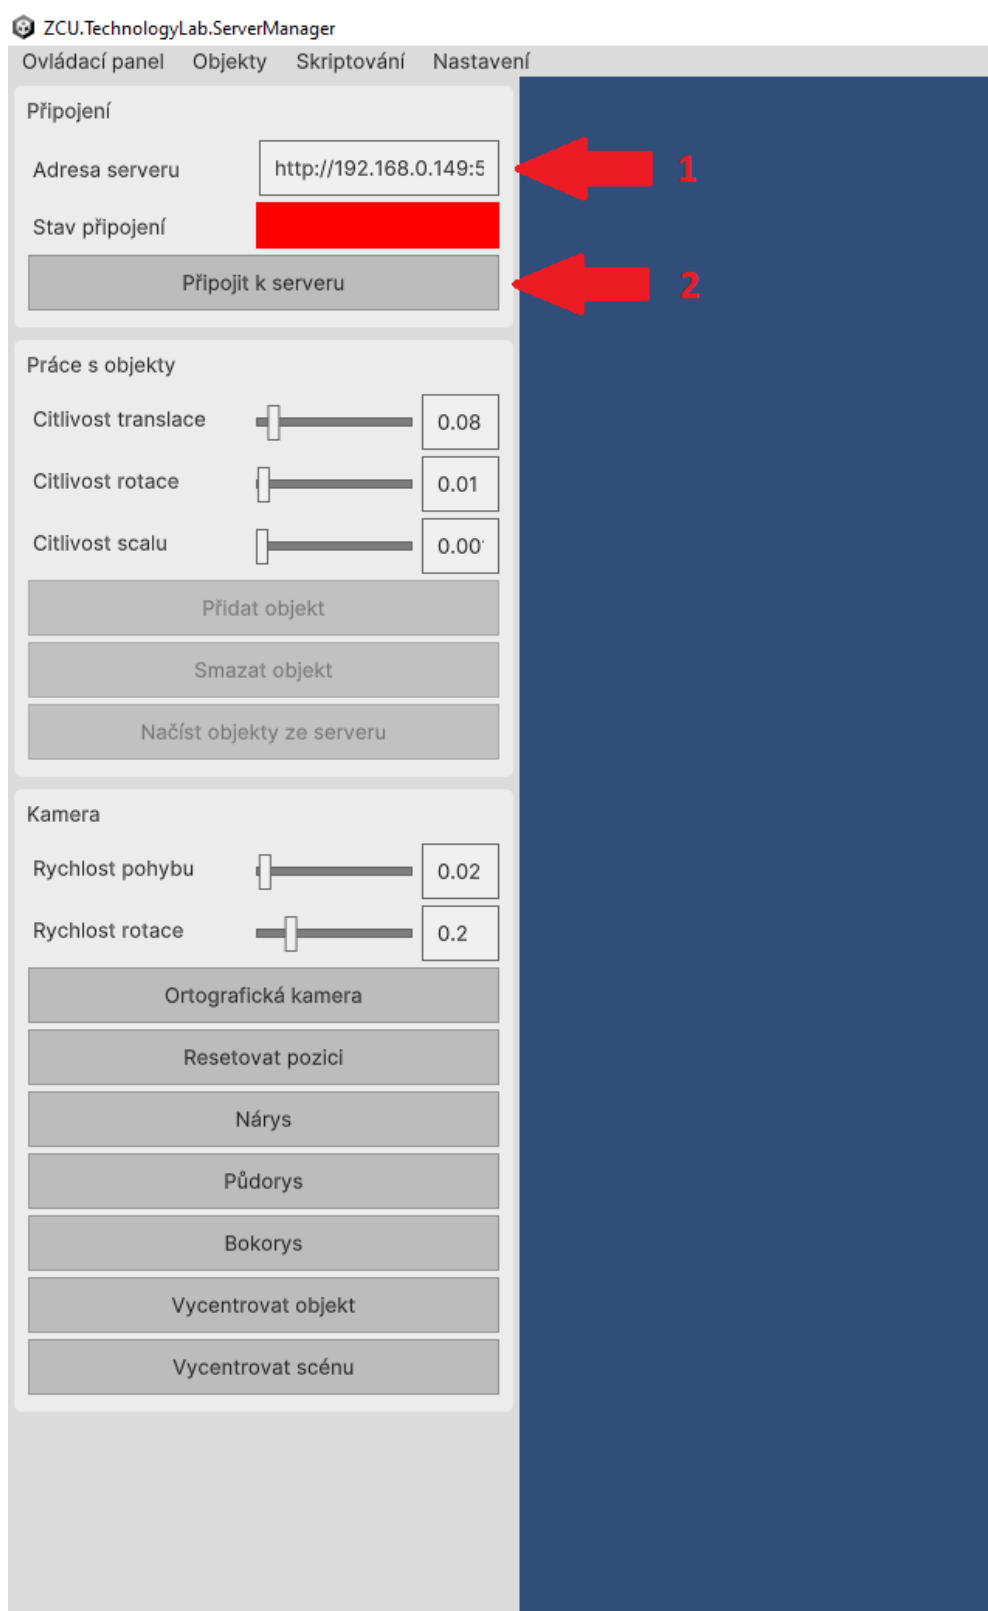 ZCU.TechnologyLab.ServerManager
Ovládací panel Objekty Skriptování Nastavení
Připojení
Adresa serveru http://192.168.0.149:5 1
Stav připojení
Připojit k serveru 2
Práce s objekty
Citlivost translace 0.08
Citlivost rotace 0.01
Citlivost scalu 0.00
Přidat objekt
Smazat objekt
Načíst objekty ze serveru
Kamera
Rychlost pohybu 0.02
Rychlost rotace 0.2
Ortografická kamera
Resetovat pozici
Nárys
Půdorys
Bokorys
Vycentrovat objekt
Vycentrovat scénu